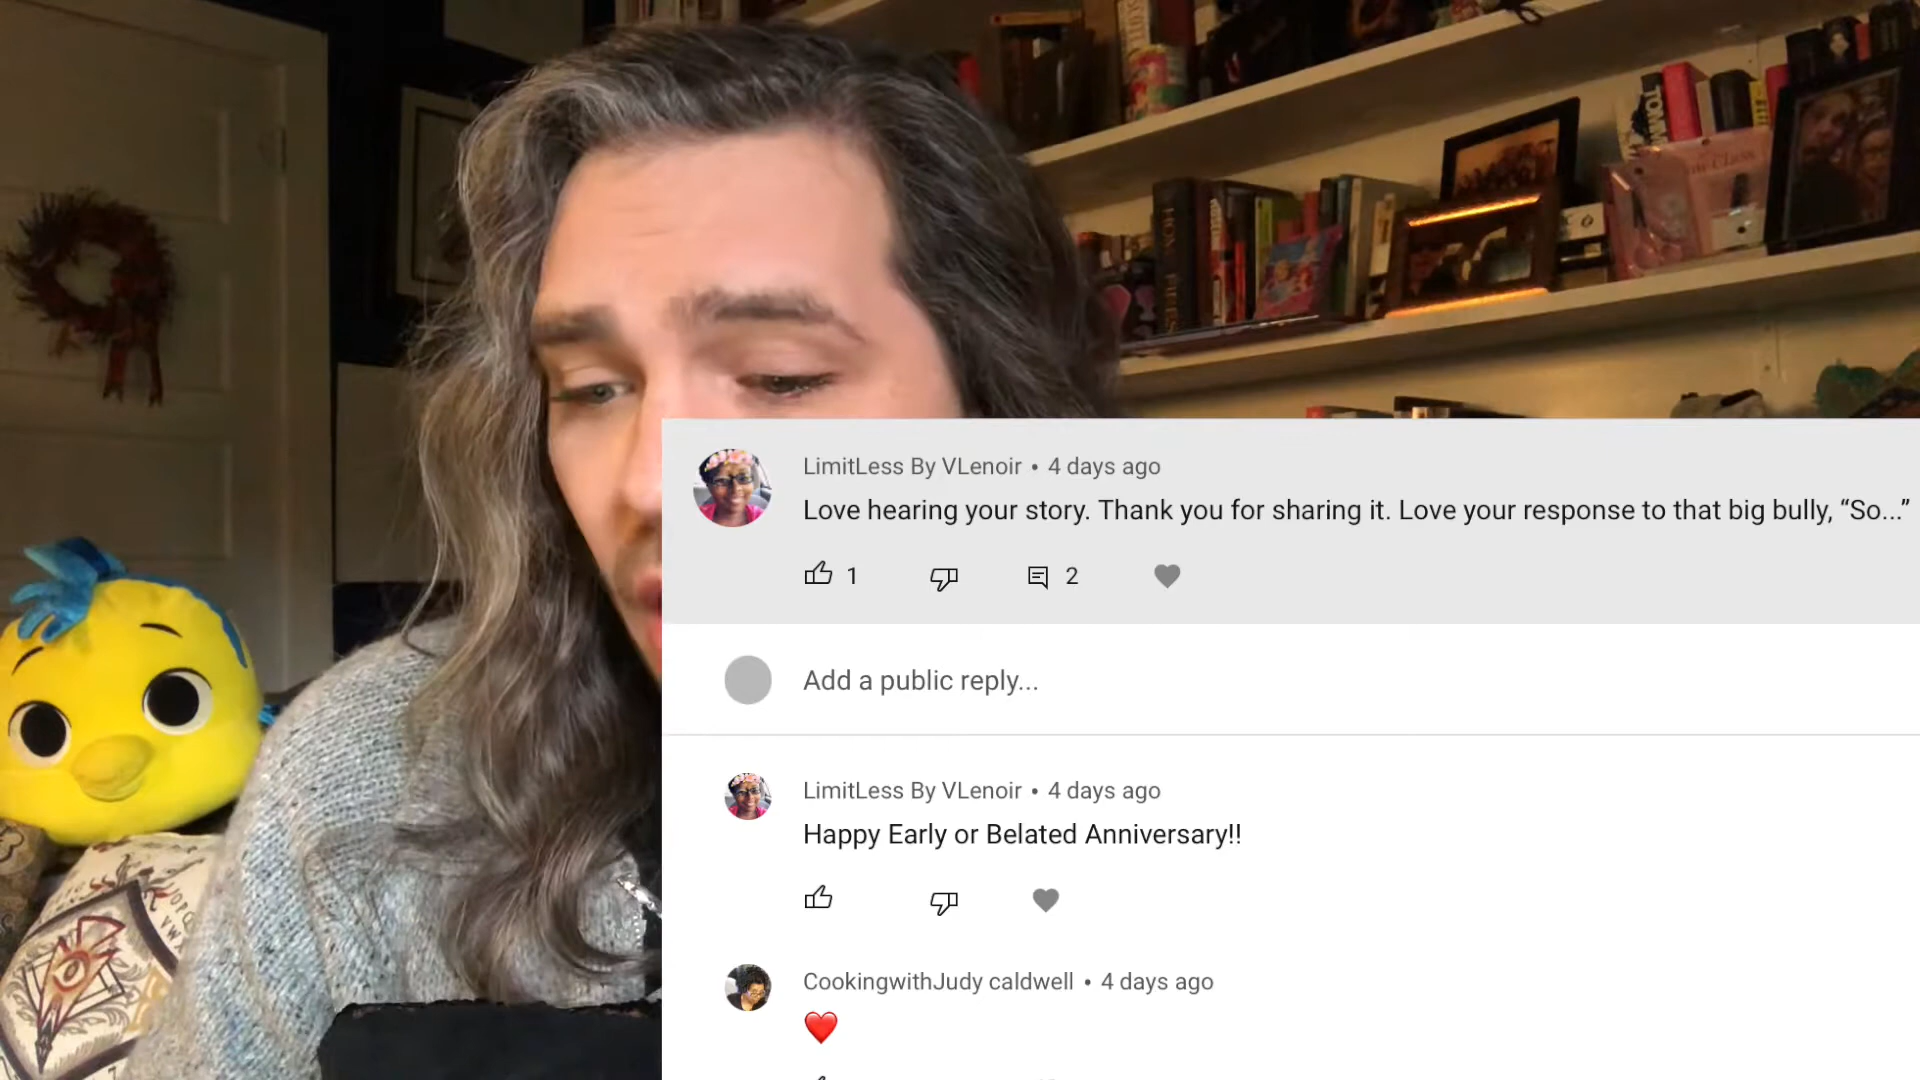 TOMMY
LimitLess By VLenoir • 4 days ago
Love hearing your story. Thank you for sharing it. Love your response to that big bully, “So...”
1
2
Add a public reply...
LimitLess By VLenoir • 4 days ago
Happy Early or Belated Anniversary!!
CookingwithJudy caldwell • 4 days ago